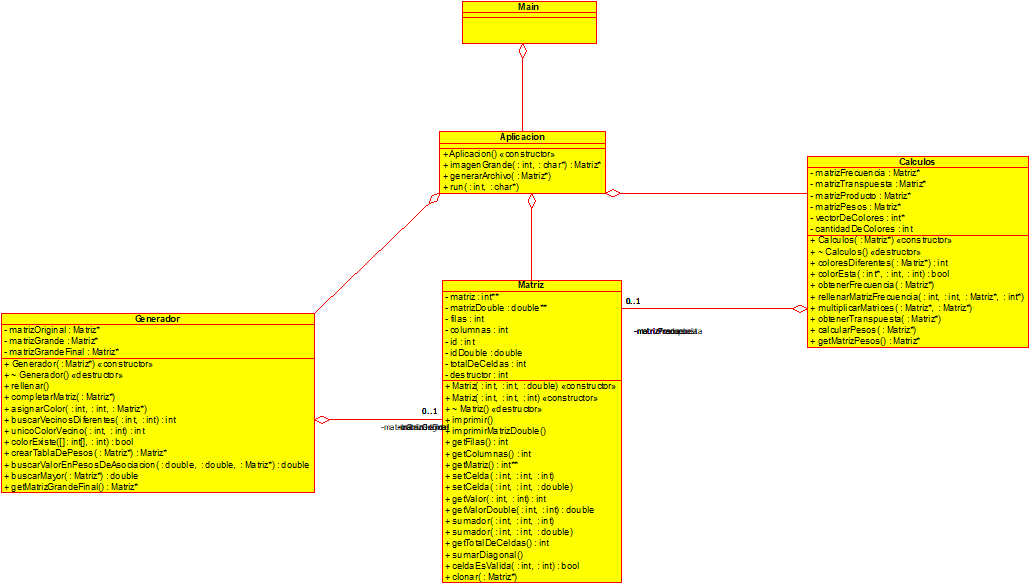 Main
Aplicacion
+ Aplicacion() «constructor»
+ imagenGrande( : int, : char*) : Matriz*
+ generarArchivo( : Matriz*)
+ run( : int, : char*)
Calculos
- matrizFrecuencia : Matriz*
- matrizTranspuesta : Matriz*
- matrizProducto : Matriz*
- matrizPesos : Matriz*
- vectorDeColores : int*
- cantidadDeColores : int
+ Calculos( : Matriz*) «constructor»
+ ~ Calculos() «destructor»
+ coloresDiferentes( : Matriz*) : int
+ colorEsta( : int*, : int, : int) : bool
+ obtenerFrecuencia( : Matriz*)
+ rellenarMatrizFrecuencia( : int, : int, : Matriz*, : int*)
+ multiplicarMatrices( : Matriz*, : Matriz*)
+ obtenerTranspuesta( : Matriz*)
+ calcularPesos( : Matriz*)
+ getMatrizPesos() : Matriz*
Matriz
- matriz : int**
- matrizDouble : double**
- filas : int
- columnas : int
- id : int
- idDouble : double
- totalDeCeldas : int
- destructor : int
+ Matriz( : int, : int, : double) «constructor»
+ Matriz( : int, : int, : int) «constructor»
+ ~ Matriz() «destructor»
+ imprimir()
+ imprimirMatrizDouble()
+ getFilas() : int
+ getColumnas() : int
+ getMatriz() : int**
+ setCelda( : int, : int, : int)
+ setCelda( : int, : int, : double)
+ getValor( : int, : int) : int
+ getValorDouble( : int, : int) : double
+ sumador( : int, : int, : int)
+ sumador( : int, : int, : double)
+ getTotalDeCeldas() : int
+ sumarDiagonal()
+ celdaEsValida( : int, : int) : bool
+ clonar( : Matriz*)
0..1
Generador
- matrizOriginal : Matriz*
- matrizGrande : Matriz*
- matrizGrandeFinal : Matriz*
+ Generador( : Matriz*) «constructor»
+ ~ Generador() «destructor»
+ rellenar()
+ completarMatriz( : Matriz*)
+ asignarColor( : int, : int, : Matriz*)
+ buscarVecinosDiferentes( : int, : int) : int
+ unicoColorVecino( : int, : int) : int
+ colorExiste([] : int[], : int) : bool
+ crearTablaDePesos( : Matriz*) : Matriz*
+ buscarValorEnPesosDeAsociacion( : double, : double, : Matriz*) : double
+ buscarMayor( : Matriz*) : double
+ getMatrizGrandeFinal() : Matriz*
0..1